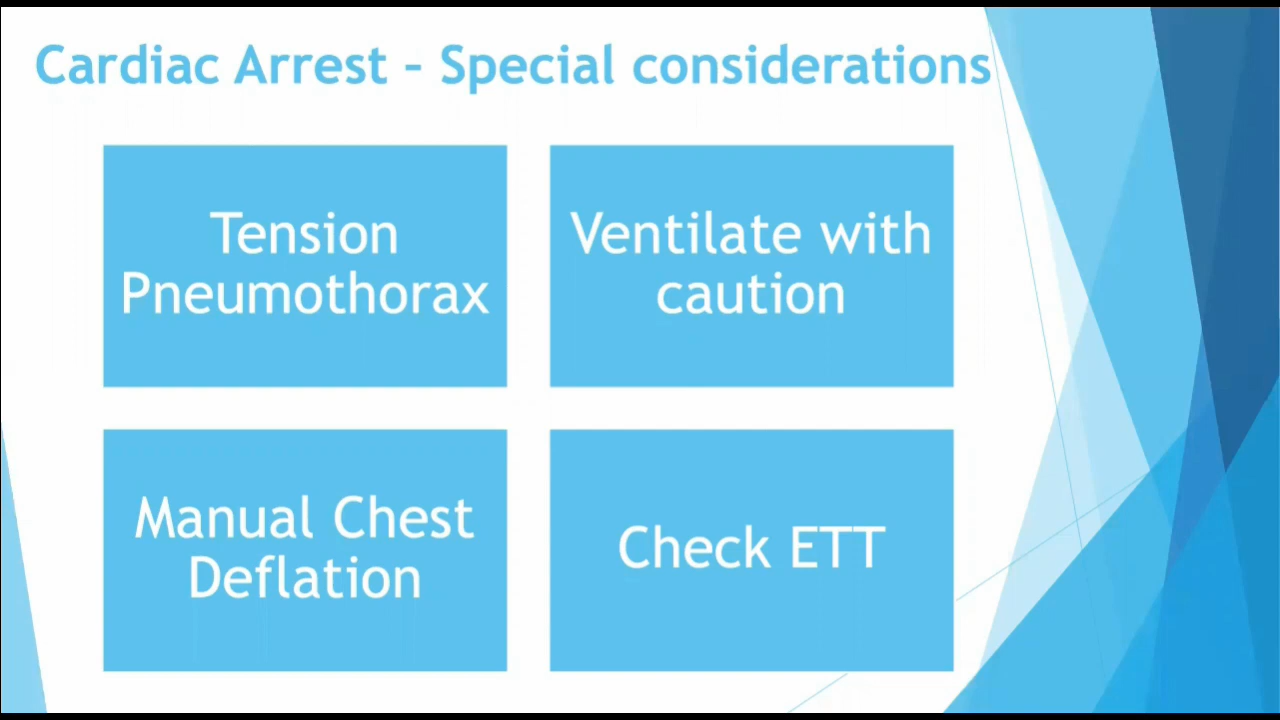 Cardiac Arrest – Special considerations
Tension
Pneumothorax
Ventilate with
caution
Manual Chest
Deflation
Check ETT